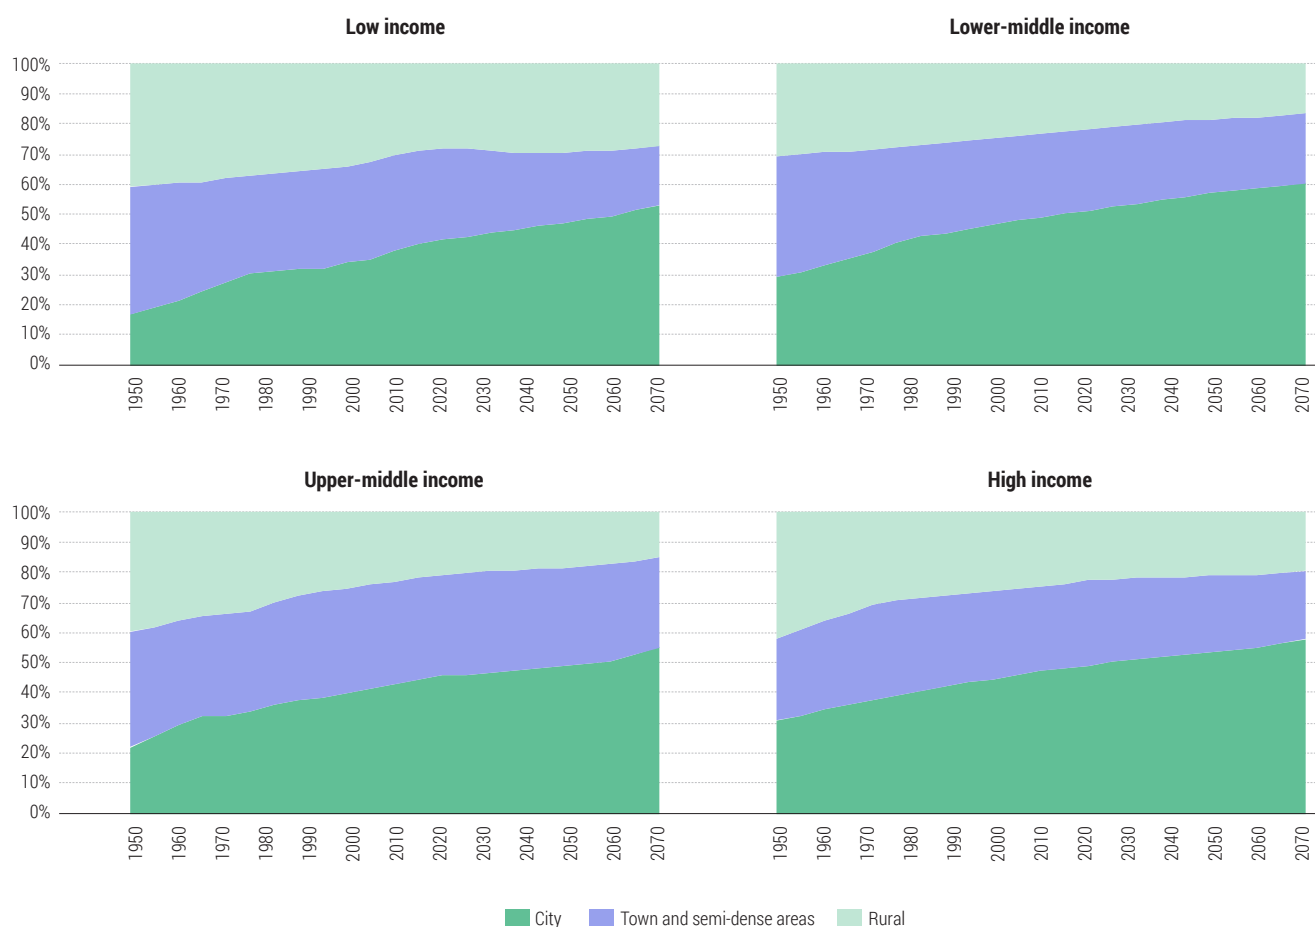 Low income
Lower-middle income
100%
90%
80%
70%
60%
50%
40%
30%
20%
10%
0%
1950 1960 1970 1980 1990 2000 2010 2020 2030 2040 2050 2060 2070
1950 1960 1970 1980 1990 2000 2010 2020 2030 2040 2050 2060 2070
Upper-middle income
High income
100%
90%
80%
70%
60%
50%
40%
30%
20%
10%
0%
1950 1960 1970 1980 1990 2000 2010 2020 2030 2040 2050 2060 2070
1950 1960 1970 1980 1990 2000 2010 2020 2030 2040 2050 2060 2070
City Town and semi-dense areas Rural